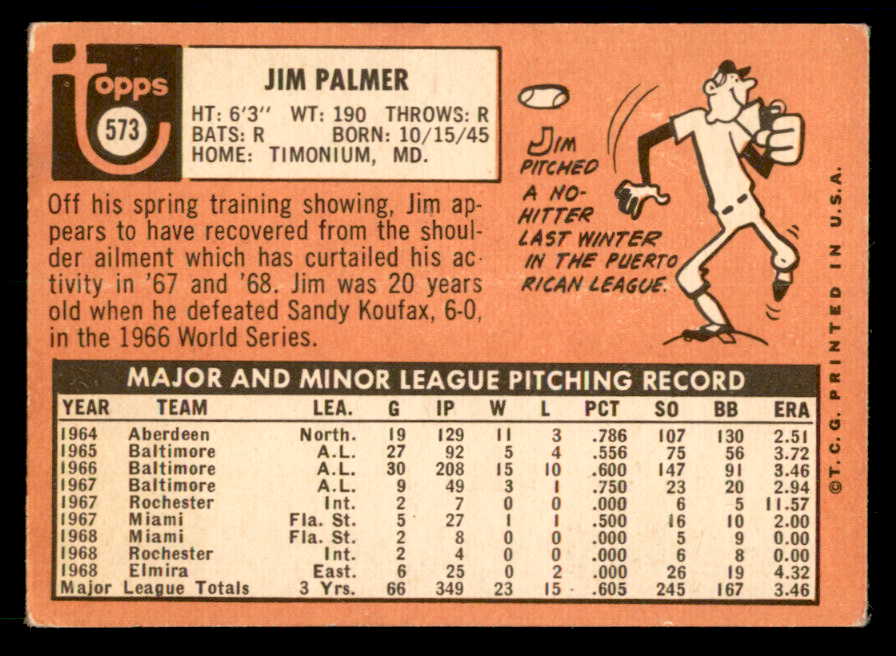 Topps
573
JIM PALMER
HT: 6'3" WT: 190 THROWS: R
BATS: R BORN: 10/15/45
HOME: TIMONIUM, MD.
Off his spring training showing, Jim ap-
pears to have recovered from the shoul-
der ailment which has curtailed his ac-
tivity in '67 and '68. Jim was 20 years
old when he defeated Sandy Koufax, 6-0,
in the 1966 World Series.
JIM
PITCHED
A NO-
HITTER
LAST WINTER
IN THE PUERTO
RICAN LEAGUE.
MAJOR AND MINOR LEAGUE PITCHING RECORD
YEAR TEAM LEA. G IP W L PCT SO BB ERA
1964 Aberdeen North. 19 129 11 3 .786 107 130 2.51
1965 Baltimore A.L. 27 92 5 4 .556 75 56 3.72
1966 Baltimore A.L. 30 208 15 10 .600 147 91 3.46
1967 Baltimore A.L. 9 49 3 1 .750 23 20 2.94
1967 Rochester Int. 2 7 0 0 .000 6 5 11.57
1967 Miami Fla. St. 5 27 1 1 .500 16 10 2.00
1968 Miami Fla. St. 2 8 0 0 .000 5 9 0.00
1968 Rochester Int. 2 4 0 0 .000 6 8 0.00
1968 Elmira East. 6 25 0 2 .000 26 19 4.32
Major League Totals 3 Yrs. 66 349 23 15 .605 245 167 3.46
©T.C.G. PRINTED IN U.S.A.